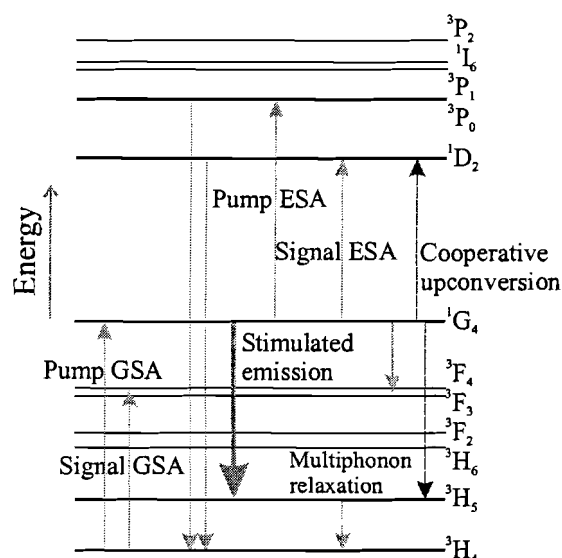 ³P₂
¹I₆
³P₁
³P₀
¹D₂
Pump ESA
Energy
Signal ESA
Cooperative
upconversion
¹G₄
Stimulated
emission
Pump GSA
³F₄
³F₃
³F₂
Signal GSA
³H₆
Multiphonon
relaxation
³H₅
³H₄